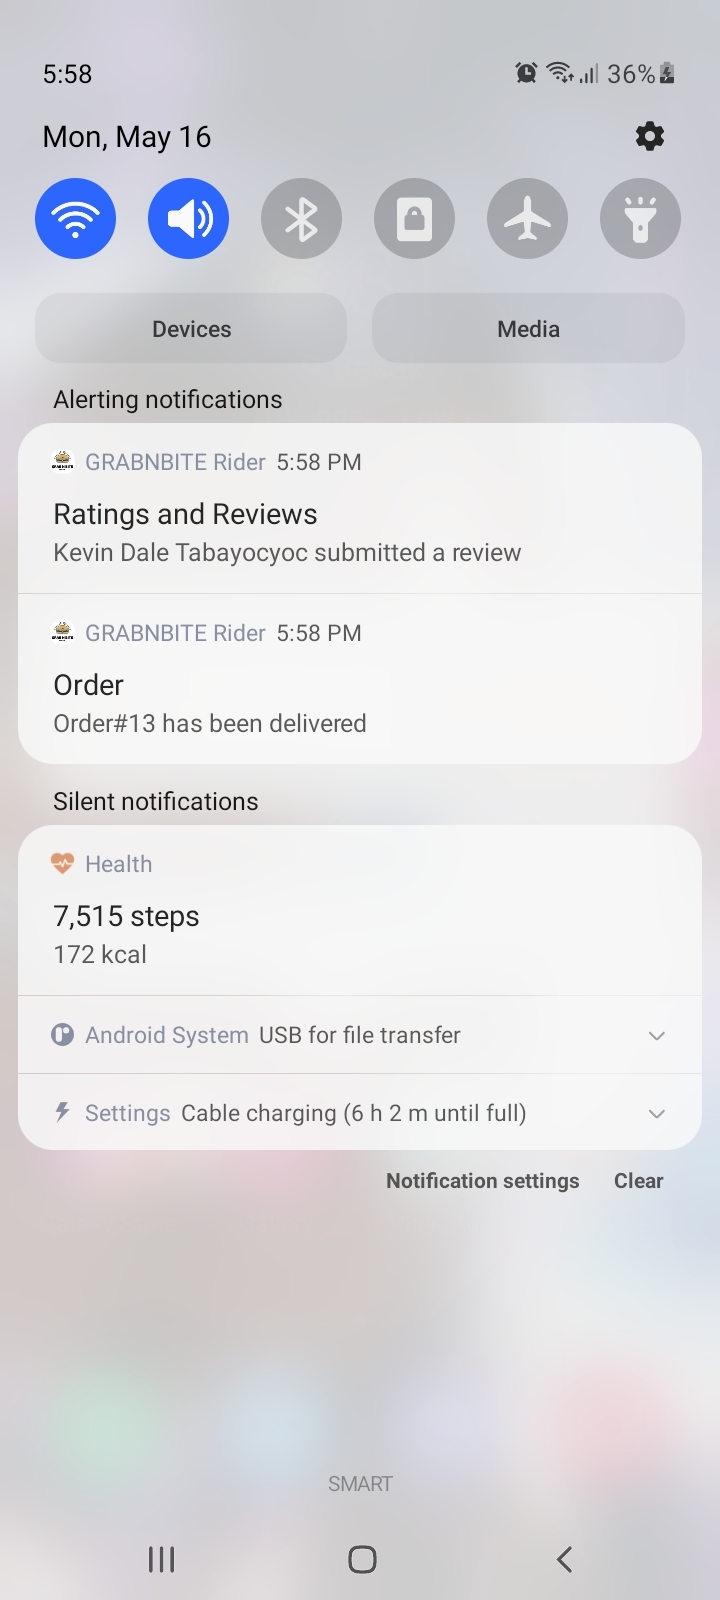 5:58
36%
Mon, May 16
Devices
Media
Alerting notifications
GRABNBITE Rider 5:58 PM
Ratings and Reviews
Kevin Dale Tabayocyoc submitted a review
GRABNBITE Rider 5:58 PM
Order
Order#13 has been delivered
Silent notifications
Health
7,515 steps
172 kcal
Android System USB for file transfer
Settings Cable charging (6 h 2 m until full)
Notification settings
Clear
SMART